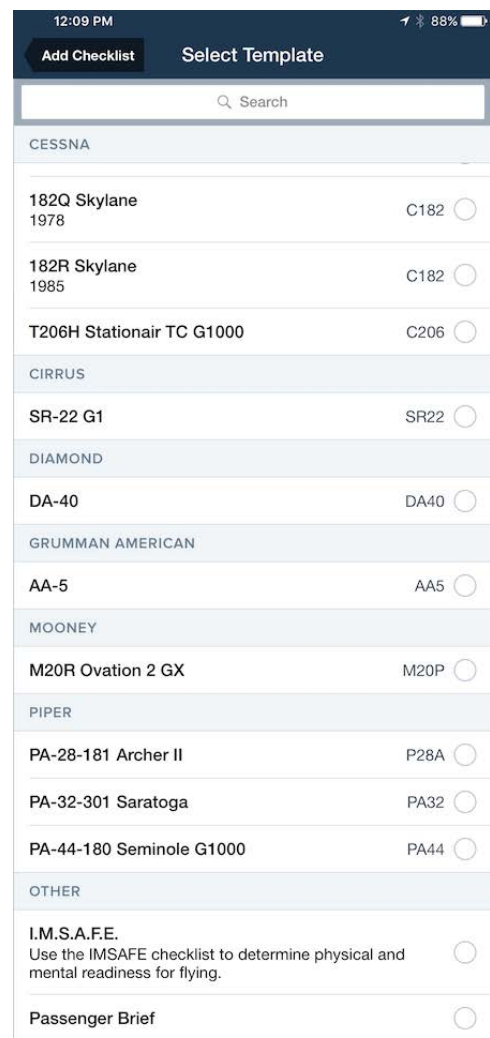 12:09 PM 88%
Add Checklist Select Template
Search
CESSNA
182Q Skylane
1978
C182
182R Skylane
1985
C182
T206H Stationair TC G1000 C206
CIRRUS
SR-22 G1 SR22
DIAMOND
DA-40 DA40
GRUMMAN AMERICAN
AA-5 AA5
MOONEY
M20R Ovation 2 GX M20P
PIPER
PA-28-181 Archer II P28A
PA-32-301 Saratoga PA32
PA-44-180 Seminole G1000 PA44
OTHER
I.M.S.A.F.E.
Use the IMSAFE checklist to determine physical and
mental readiness for flying.
Passenger Brief